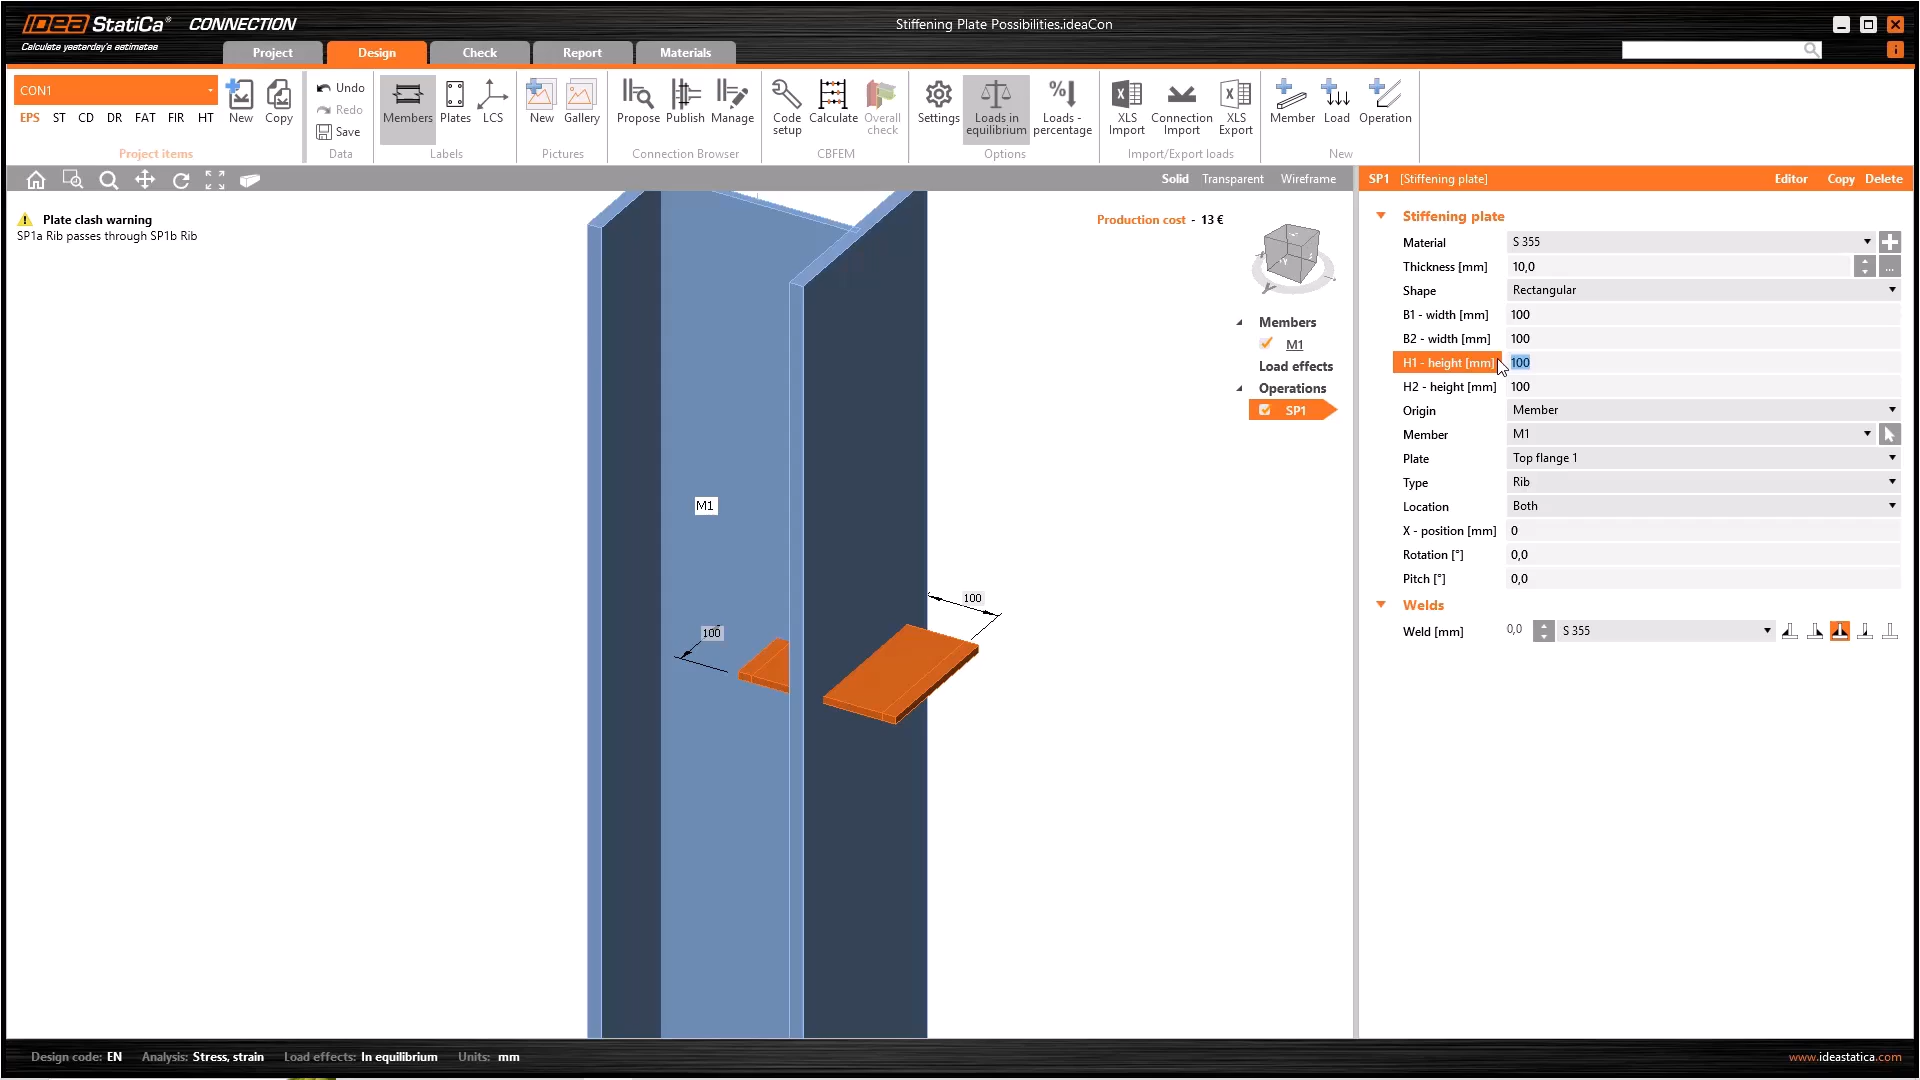 IDEA StatiCa® CONNECTION
Calculate yesterday's estimates
Stiffening Plate Possibilities.ideaCon
Project
Design
Check
Report
Materials
CON1
EPS ST CD DR FAT FIR HT
New
Copy
Project items
Undo
Redo
Save
Data
Members
Plates
LCS
Labels
New
Gallery
Pictures
Propose
Publish
Manage
Connection Browser
Code setup
Calculate
Overall check
CBFEM
Settings
Loads in equilibrium
Loads - percentage
Options
XLS Import
Connection Import
XLS Export
Import/Export loads
Member
Load
Operation
New
Solid Transparent Wireframe
SP1 [Stiffening plate]
Editor Copy Delete
Plate clash warning
SP1a Rib passes through SP1b Rib
Production cost - 13 €
Members
M1
Load effects
Operations
SP1
M1
100
100
Stiffening plate
Material S 355
Thickness [mm] 10,0
Shape Rectangular
B1 - width [mm] 100
B2 - width [mm] 100
H1 - height [mm] 100
H2 - height [mm] 100
Origin Member
Member M1
Plate Top flange 1
Type Rib
Location Both
X - position [mm] 0
Rotation [°] 0,0
Pitch [°] 0,0
Welds
Weld [mm] 0,0 S 355
Design code: EN Analysis: Stress, strain Load effects: In equilibrium Units: mm
www.ideastatica.com